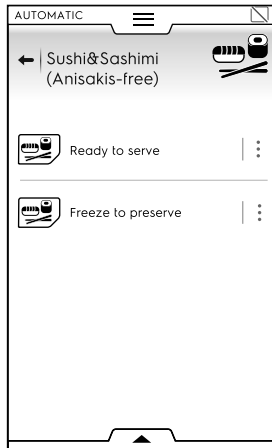 AUTOMATIC
Sushi&Sashimi
(Anisakis-free)
Ready to serve
Freeze to preserve